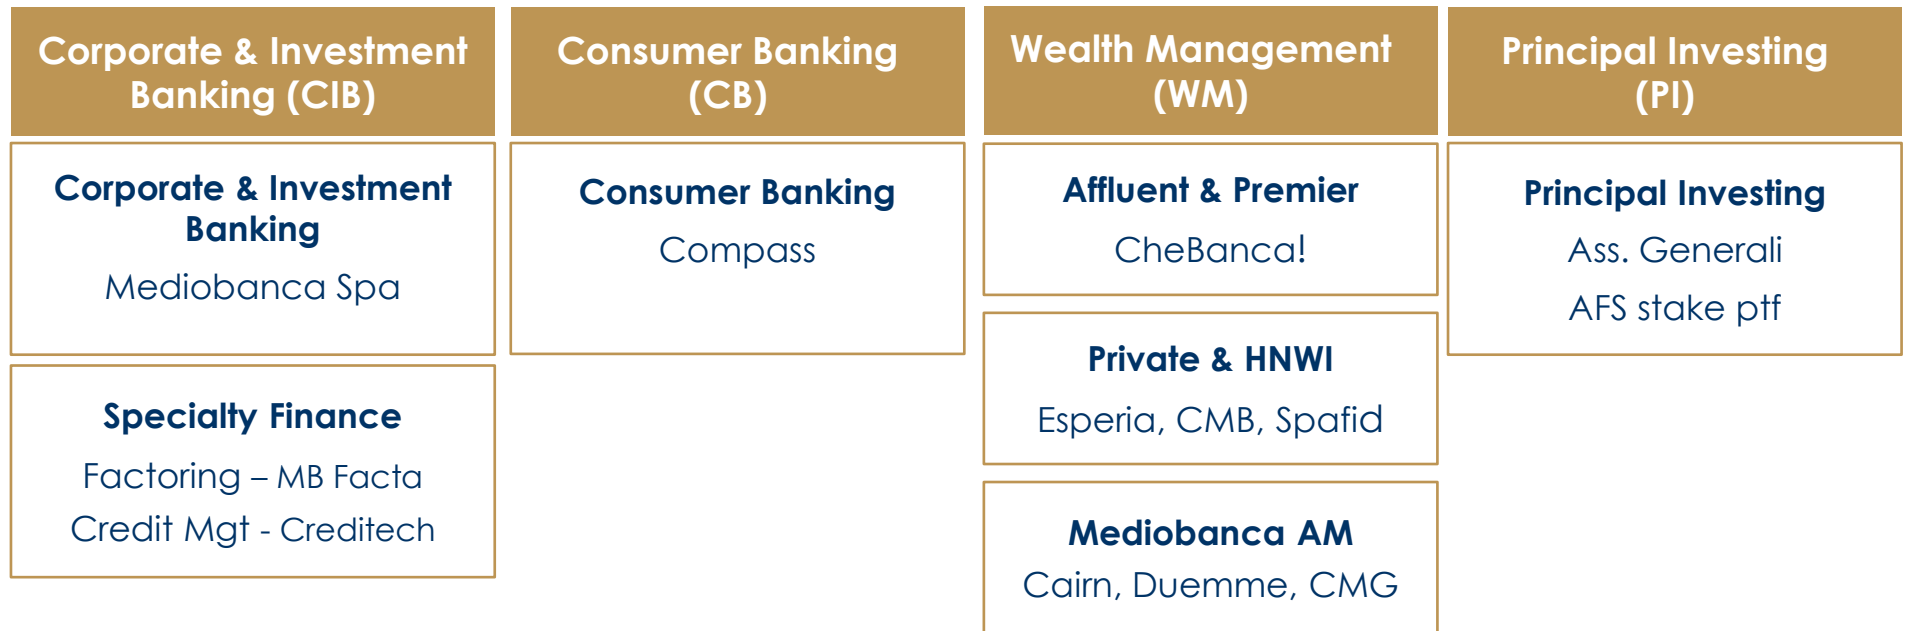 Corporate & Investment
Banking (CIB)
Corporate & Investment
Banking
Mediobanca Spa
Specialty Finance
Factoring – MB Facta
Credit Mgt - Creditech
Consumer Banking
(CB)
Consumer Banking
Compass
Wealth Management
(WM)
Affluent & Premier
CheBanca!
Private & HNWI
Esperia, CMB, Spafid
Mediobanca AM
Cairn, Duemme, CMG
Principal Investing
(PI)
Principal Investing
Ass. Generali
AFS stake ptf